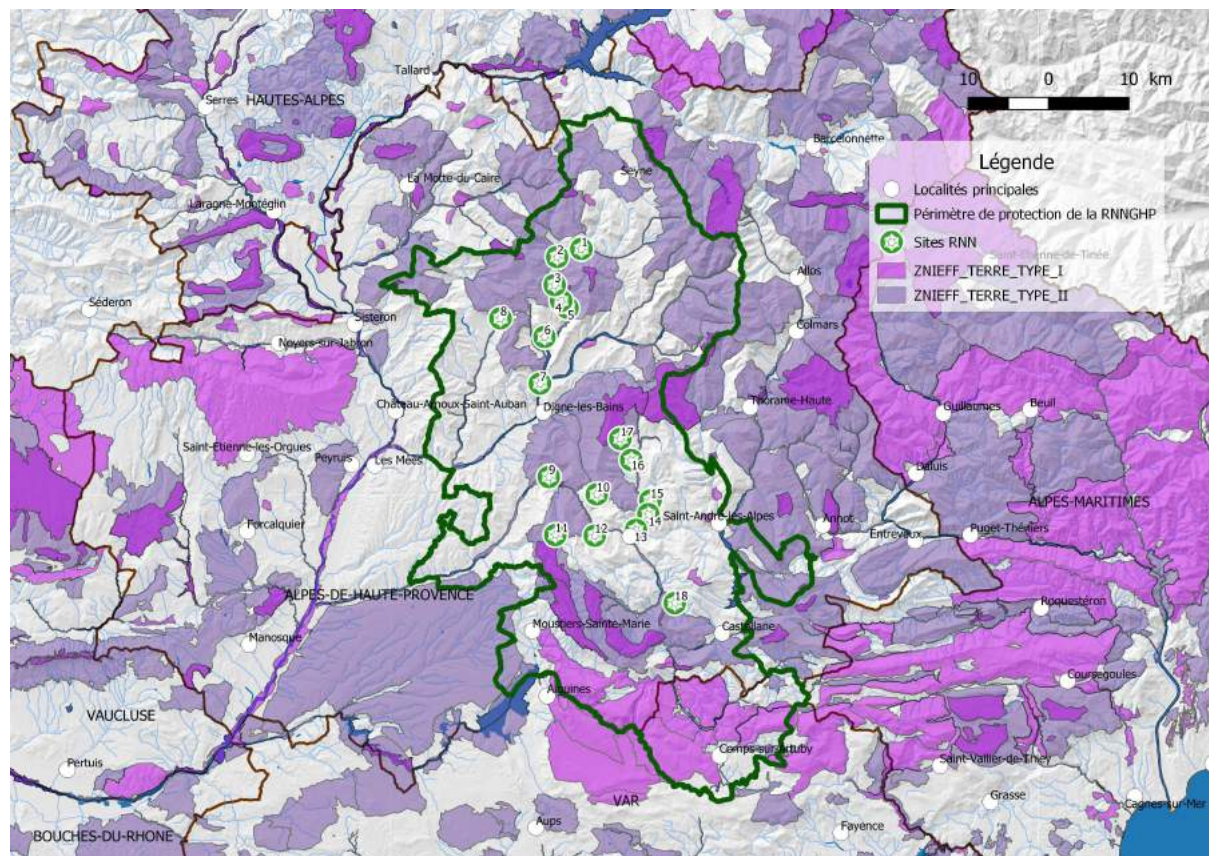 Tallard
10 0 10 km
Serres
HAUTES-ALPES
Barcelonnette
Légende
Seyne
La Motte-du-Caire
Localités principales
Laragne-Montéglin
Périmètre de protection de la RNNGHP
Sites RNN
1
2
Saint-Etienne-de-Tinée
ZNIEFF_TERRE_TYPE_I
Allos
3
ZNIEFF_TERRE_TYPE_II
Séderon
4
5
Sisteron
8
Colmars
6
Noyers-sur-Jabron
7
Château-Arnoux-Saint-Auban
Digne-les-Bains
Thorame-Haute
Guillaumes
Beuil
17
Saint-Etienne-les-Orgues
Peyruis
Les Mées
16
9
Daluis
10
15
ALPES-MARITIMES
Saint-André-les-Alpes
Annot
Forcalquier
14
11
12
13
Entrevaux
Puget-Théniers
ALPES-DE-HAUTE-PROVENCE
18
Roquestéron
Moustiers-Sainte-Marie
Castellane
Manosque
Coursegoules
Aiguines
VAUCLUSE
Comps-sur-Artuby
Saint-Vallier-de-Thiey
Pertuis
VAR
Grasse
Cagnes-sur-Mer
Aups
Fayence
BOUCHES-DU-RHONE